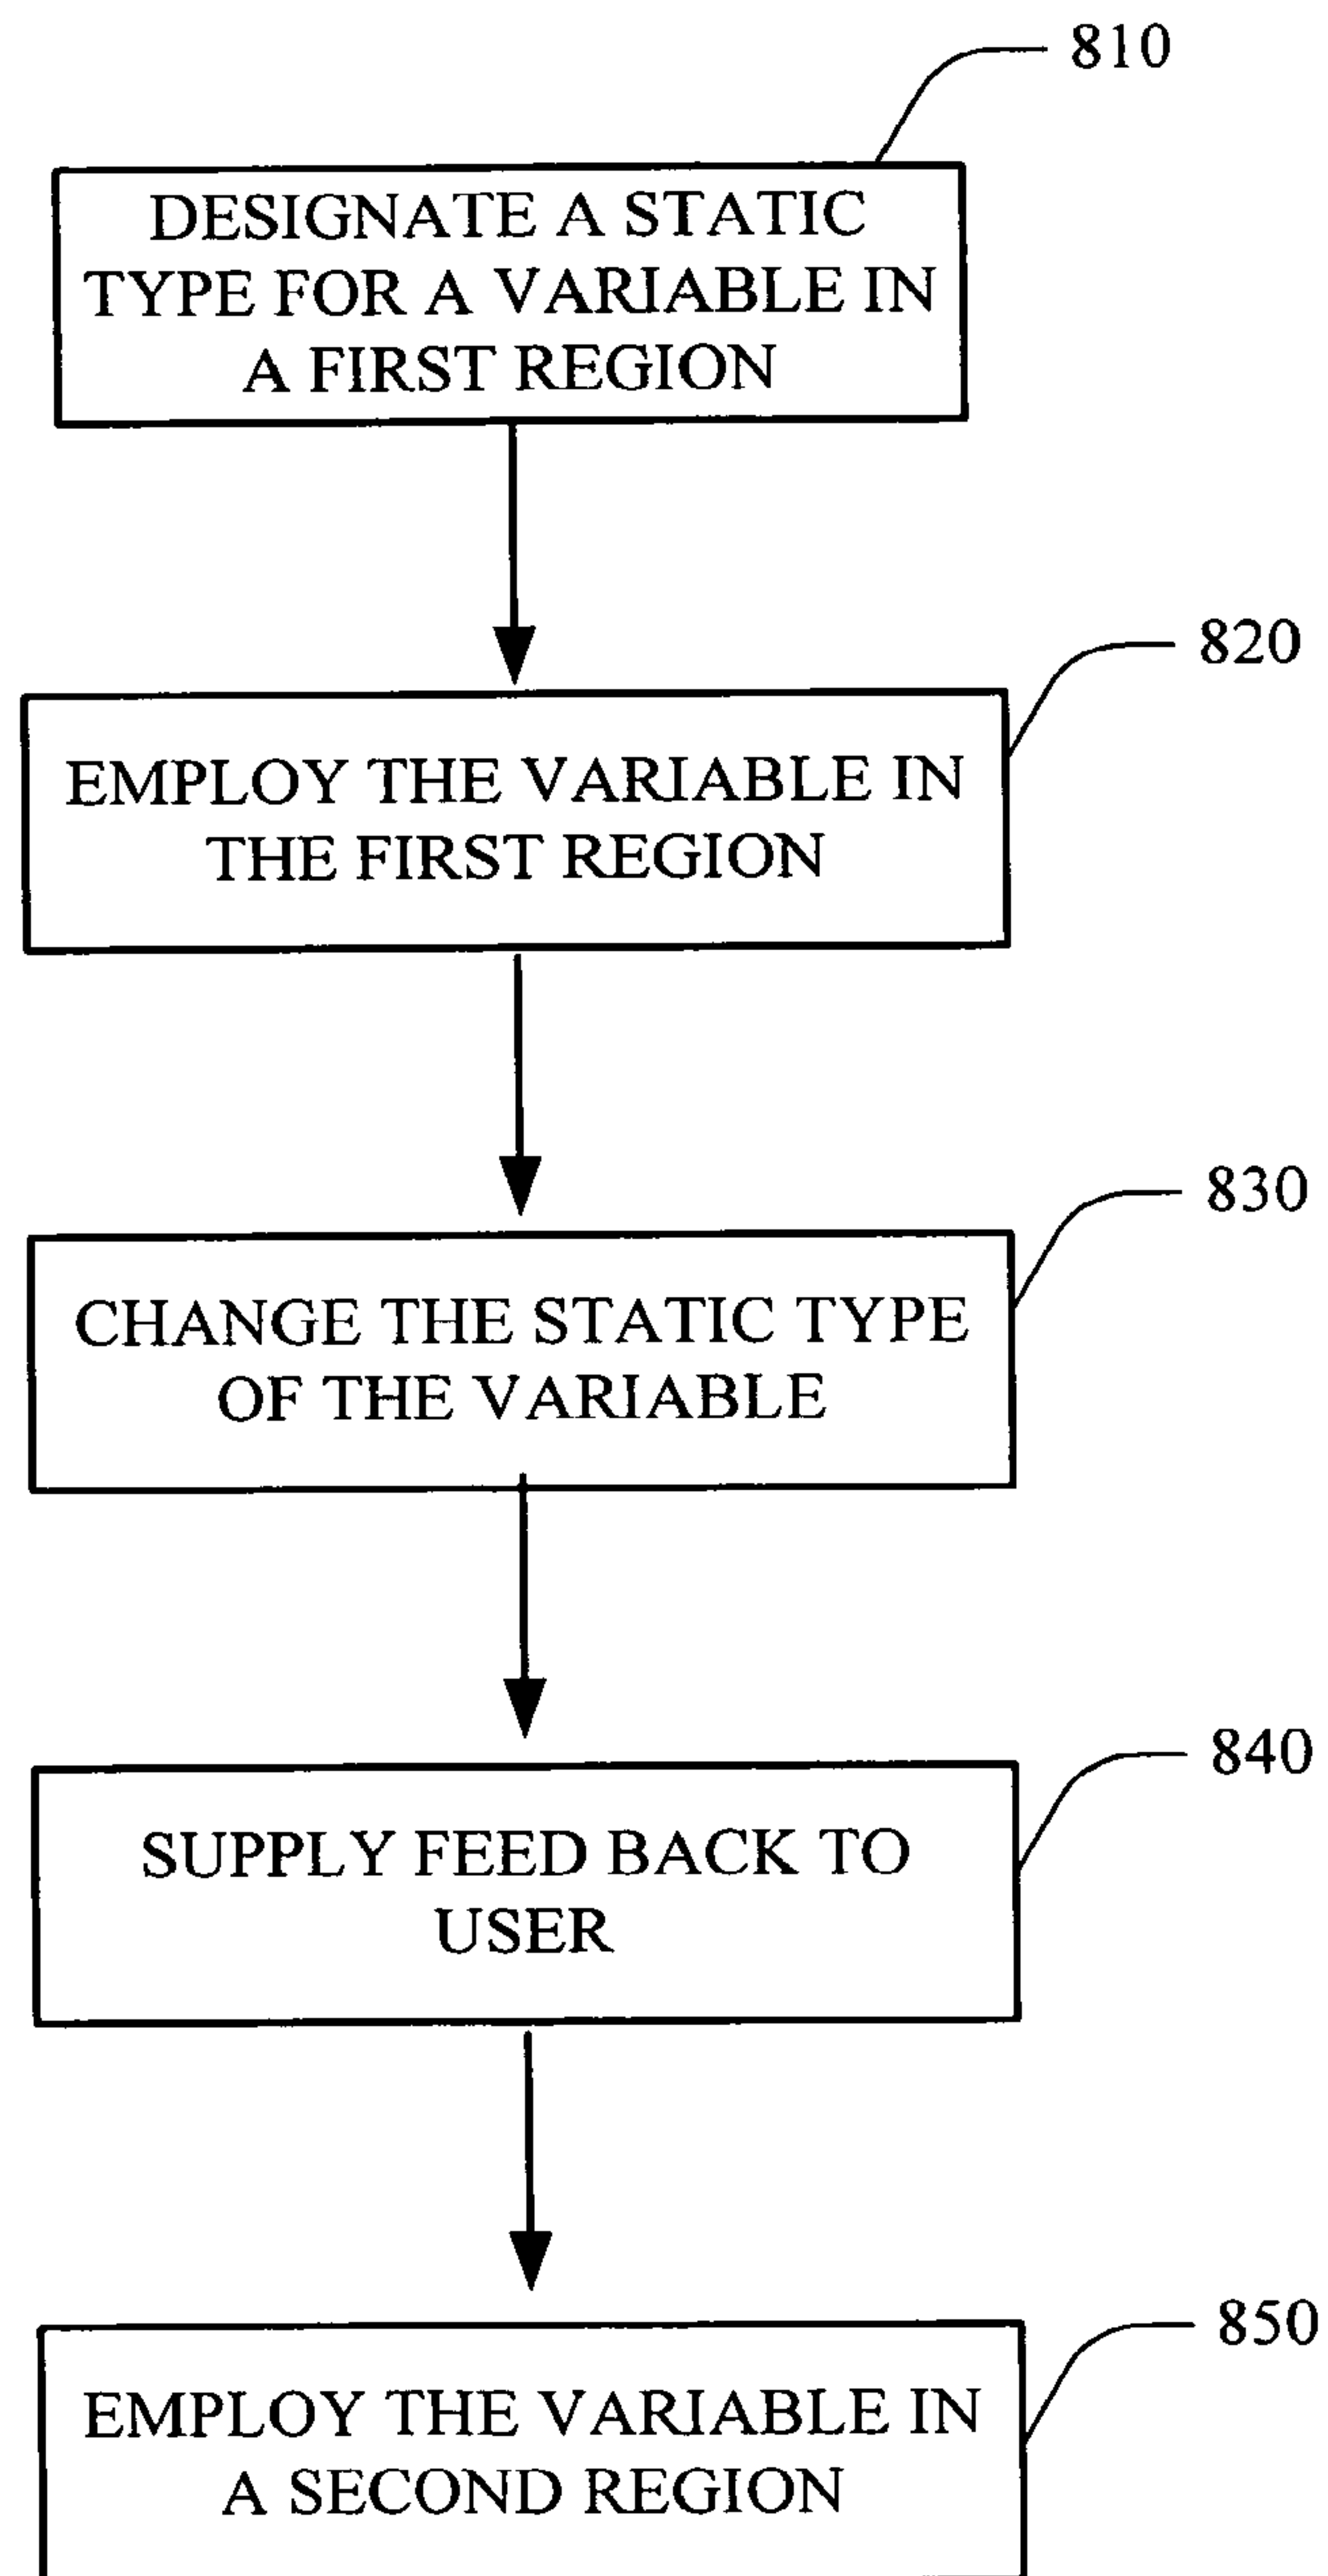 810
DESIGNATE A STATIC
TYPE FOR A VARIABLE IN
A FIRST REGION
820
EMPLOY THE VARIABLE IN
THE FIRST REGION
830
CHANGE THE STATIC TYPE
OF THE VARIABLE
840
SUPPLY FEED BACK TO
USER
850
EMPLOY THE VARIABLE IN
A SECOND REGION